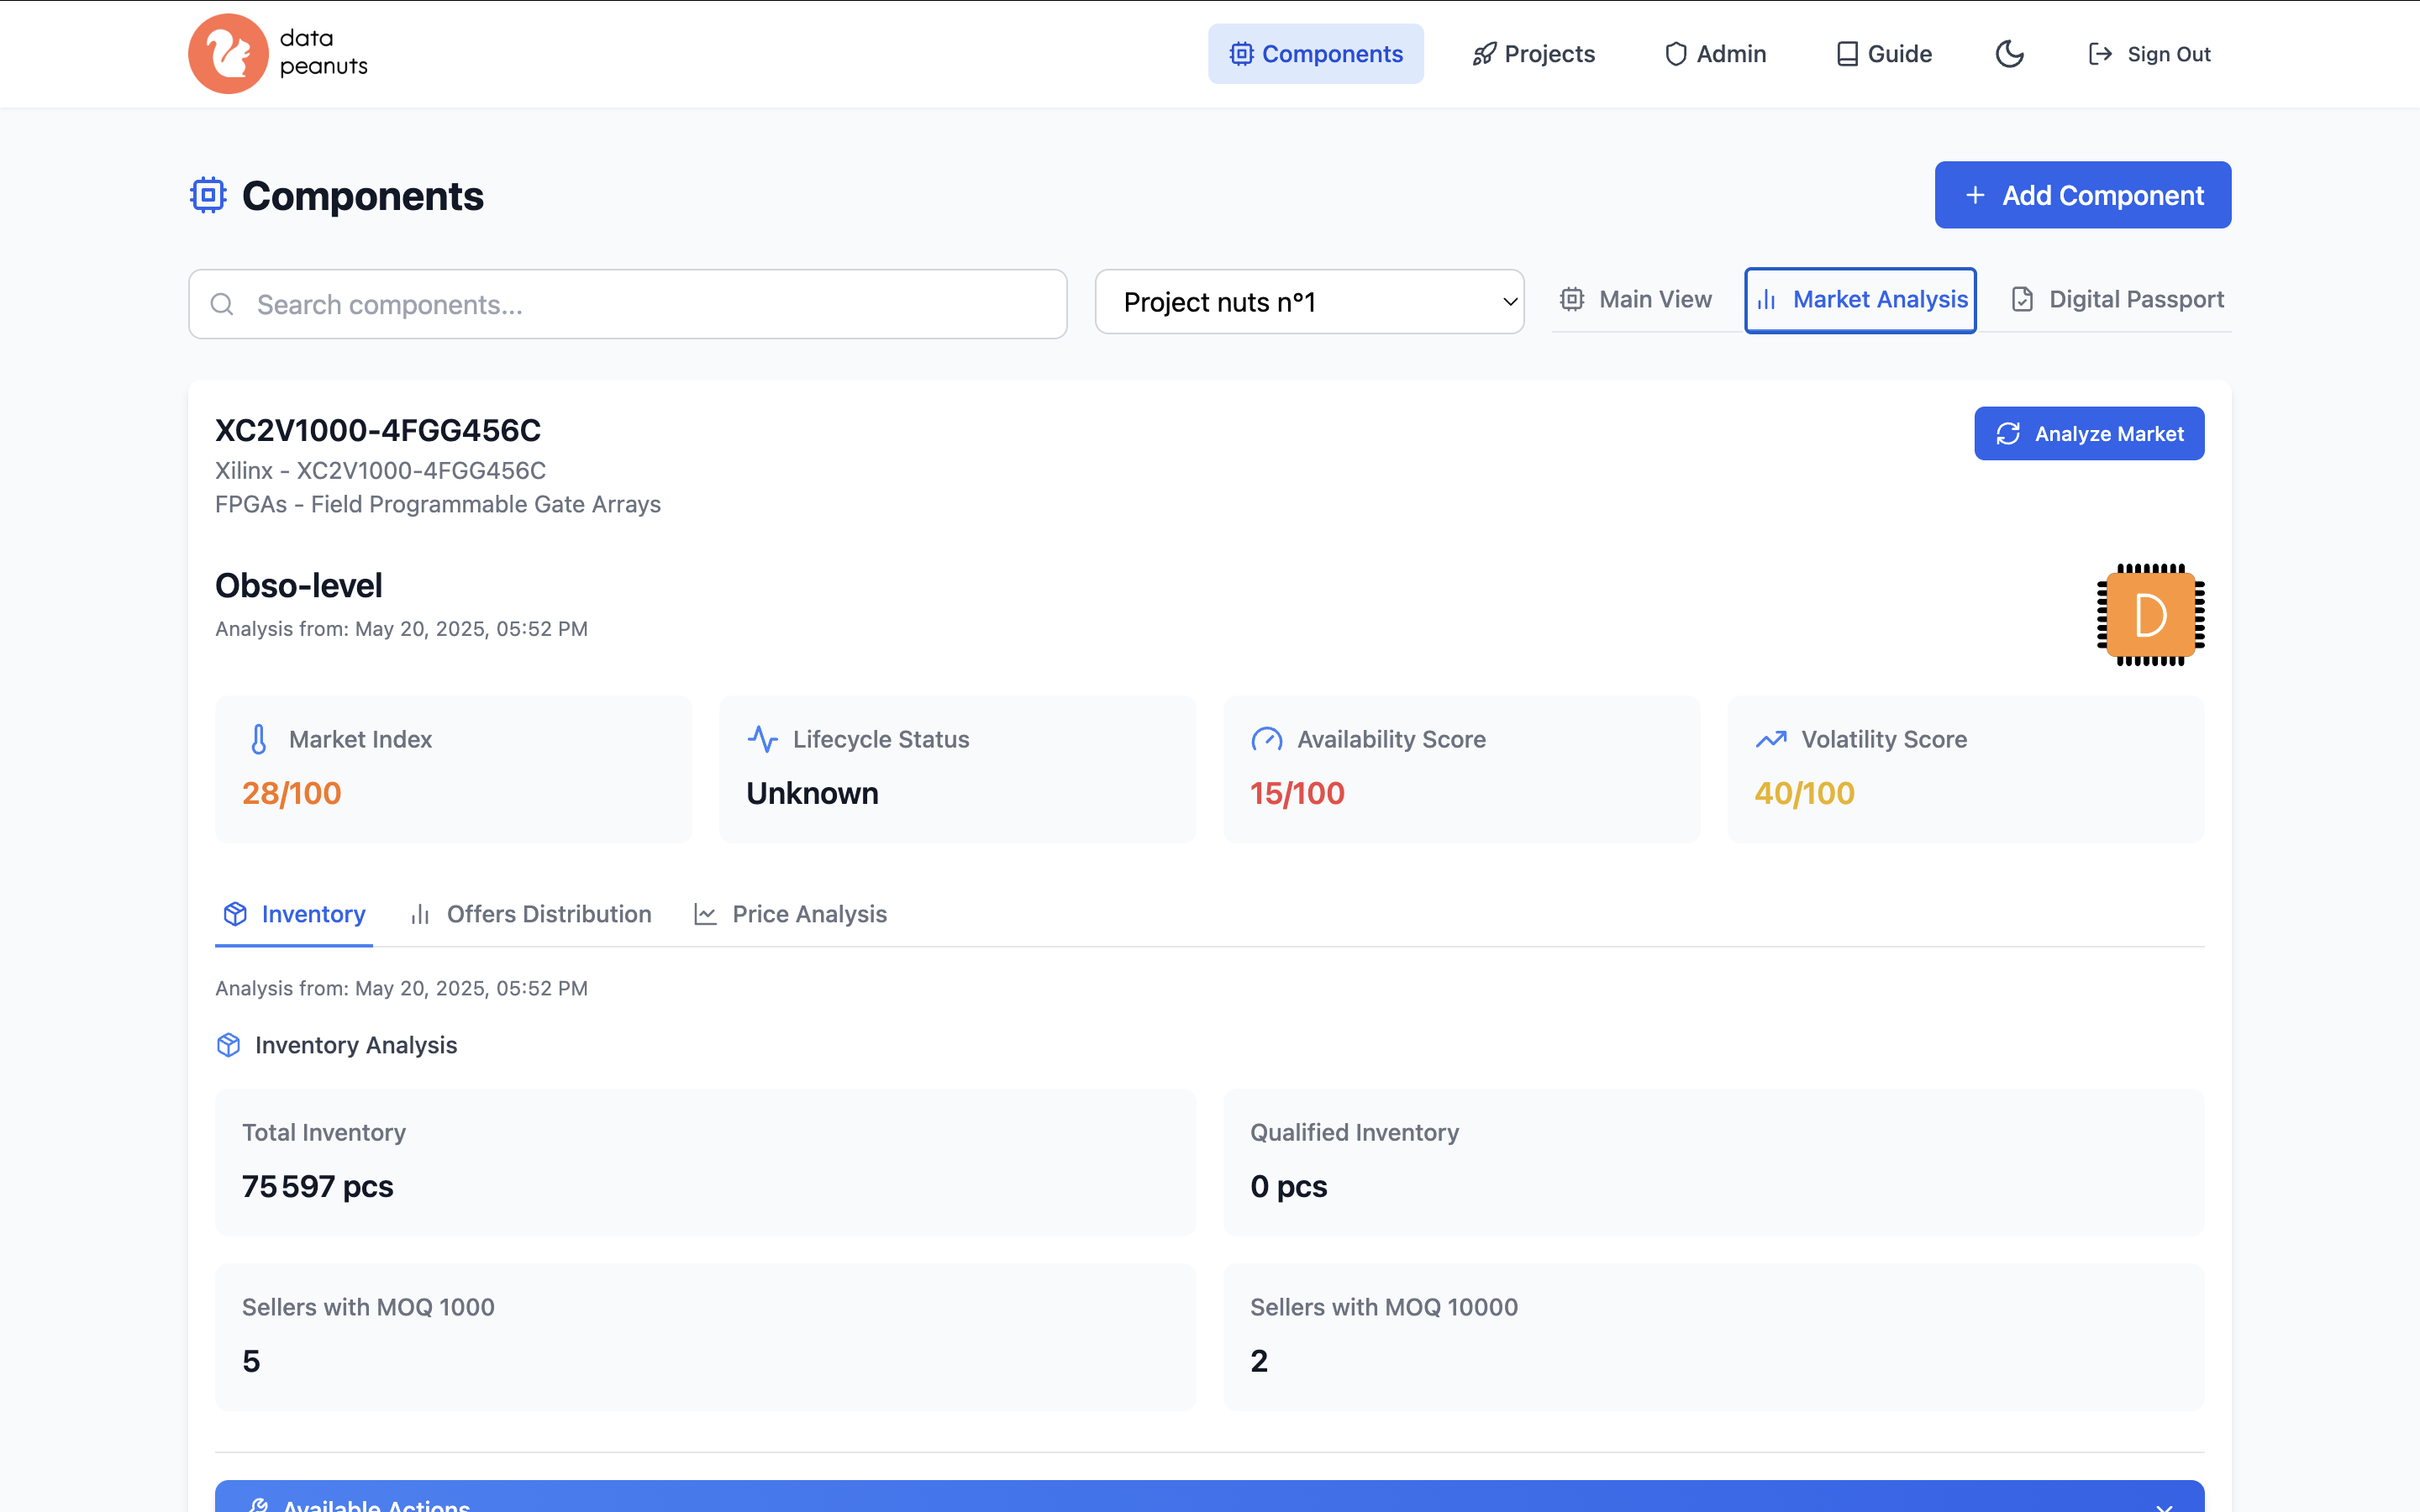 data
peanuts
Components
Projects
Admin
Guide
Sign Out
Components
+ Add Component
Search components...
Project nuts n°1
Main View
Market Analysis
Digital Passport
XC2V1000-4FGG456C
Analyze Market
Xilinx - XC2V1000-4FGG456C
FPGAs - Field Programmable Gate Arrays
Obso-level
Analysis from: May 20, 2025, 05:52 PM
D
Market Index
28/100
Lifecycle Status
Unknown
Availability Score
15/100
Volatility Score
40/100
Inventory
Offers Distribution
Price Analysis
Analysis from: May 20, 2025, 05:52 PM
Inventory Analysis
Total Inventory
75 597 pcs
Qualified Inventory
0 pcs
Sellers with MOQ 1000
5
Sellers with MOQ 10000
2
Available Actions